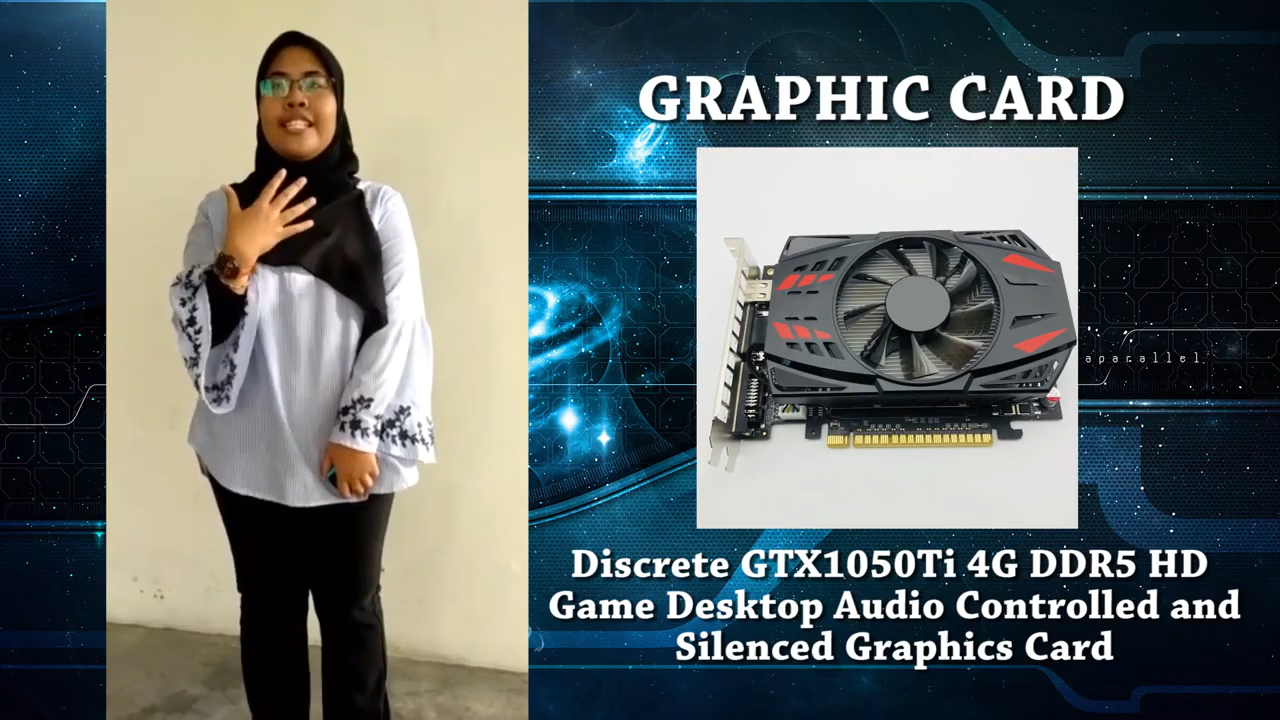 GRAPHIC CARD
aparallel
Discrete GTX1050Ti 4G DDR5 HD
Game Desktop Audio Controlled and
Silenced Graphics Card